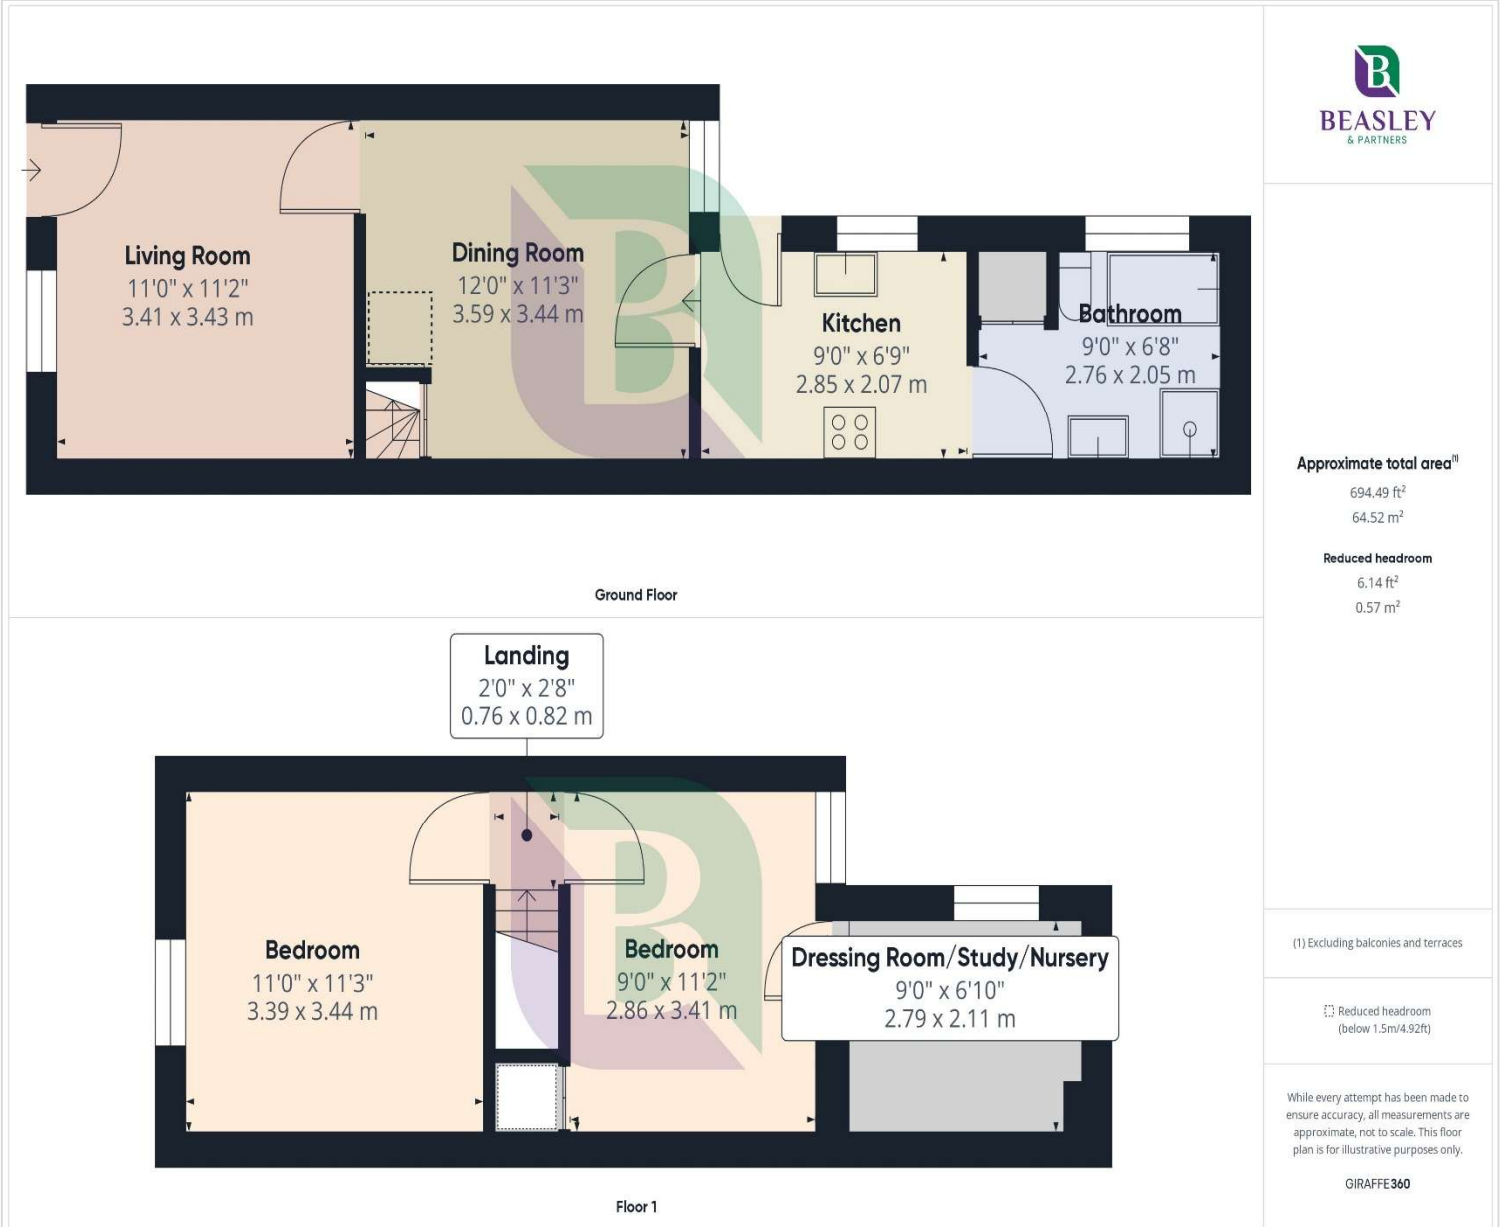 Living Room
11'0" x 11'2"
3.41 x 3.43 m
Dining Room
12'0" x 11'3"
3.59 x 3.44 m
Kitchen
9'0" x 6'9"
2.85 x 2.07 m
Bathroom
9'0" x 6'8"
2.76 x 2.05 m
B
Ground Floor
Landing
2'0" x 2'8"
0.76 x 0.82 m
Bedroom
11'0" x 11'3"
3.39 x 3.44 m
Bedroom
9'0" x 11'2"
2.86 x 3.41 m
Dressing Room/Study/Nursery
9'0" x 6'10"
2.79 x 2.11 m
B
Floor 1
B
BEASLEY
& PARTNERS
Approximate total area⁽¹⁾
694.49 ft²
64.52 m²
Reduced headroom
6.14 ft²
0.57 m²
(1) Excluding balconies and terraces
Reduced headroom
(below 1.5m/4.92ft)
While every attempt has been made to
ensure accuracy, all measurements are
approximate, not to scale. This floor
plan is for illustrative purposes only.
GIRAFFE360